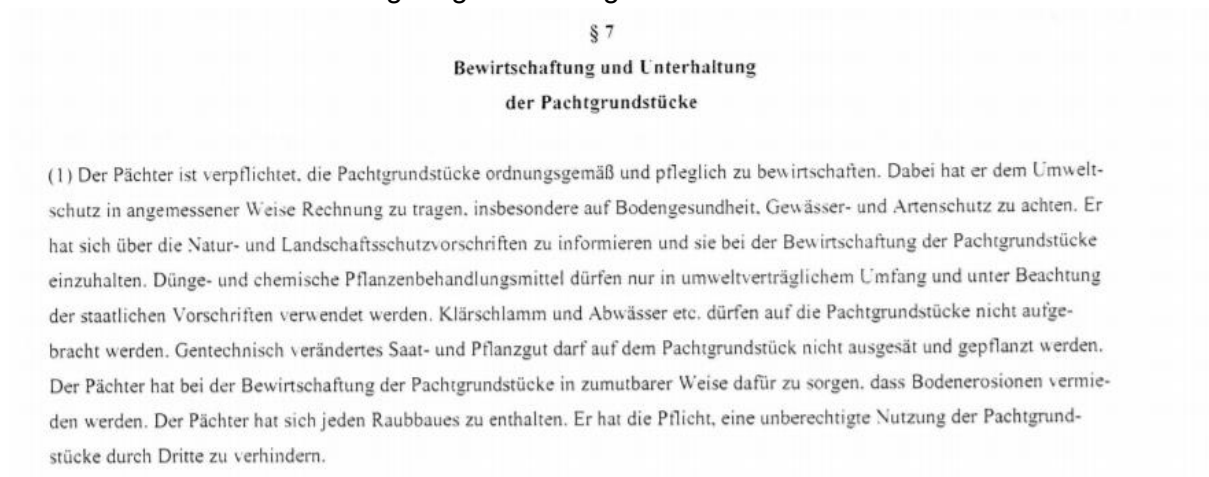 § 7
Bewirtschaftung und Unterhaltung
der Pachtgrundstücke
(1) Der Pächter ist verpflichtet, die Pachtgrundstücke ordnungsgemäß und pfleglich zu bewirtschaften. Dabei hat er dem Umwelt-
schutz in angemessener Weise Rechnung zu tragen, insbesondere auf Bodengesundheit, Gewässer- und Artenschutz zu achten. Er
hat sich über die Natur- und Landschaftsschutzvorschriften zu informieren und sie bei der Bewirtschaftung der Pachtgrundstücke
einzuhalten. Dünge- und chemische Pflanzenbehandlungsmittel dürfen nur in umweltverträglichem Umfang und unter Beachtung
der staatlichen Vorschriften verwendet werden. Klärschlamm und Abwässer etc. dürfen auf die Pachtgrundstücke nicht aufge-
bracht werden. Gentechnisch verändertes Saat- und Pflanzgut darf auf dem Pachtgrundstück nicht ausgesät und gepflanzt werden.
Der Pächter hat bei der Bewirtschaftung der Pachtgrundstücke in zumutbarer Weise dafür zu sorgen, dass Bodenerosionen vermie-
den werden. Der Pächter hat sich jeden Raubbaues zu enthalten. Er hat die Pflicht, eine unberechtigte Nutzung der Pachtgrund-
stücke durch Dritte zu verhindern.